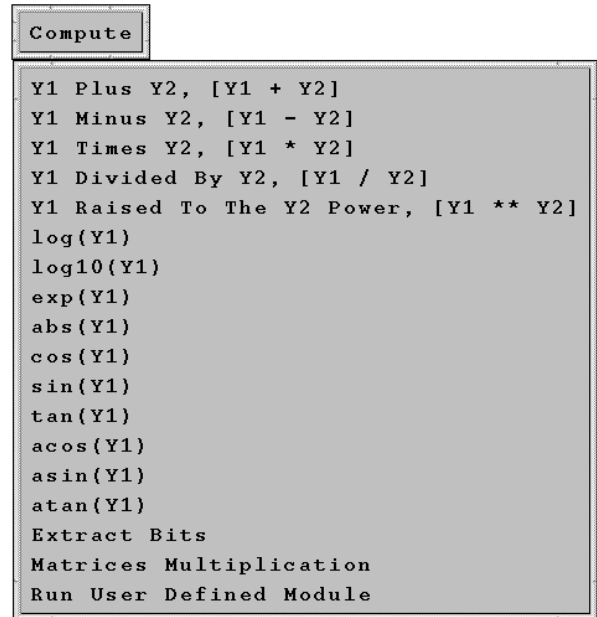 Compute
Y1 Plus Y2, [Y1 + Y2]
Y1 Minus Y2, [Y1 - Y2]
Y1 Times Y2, [Y1 * Y2]
Y1 Divided By Y2, [Y1 / Y2]
Y1 Raised To The Y2 Power, [Y1 ** Y2]
log(Y1)
log10(Y1)
exp(Y1)
abs(Y1)
cos(Y1)
sin(Y1)
tan(Y1)
acos(Y1)
asin(Y1)
atan(Y1)
Extract Bits
Matrices Multiplication
Run User Defined Module